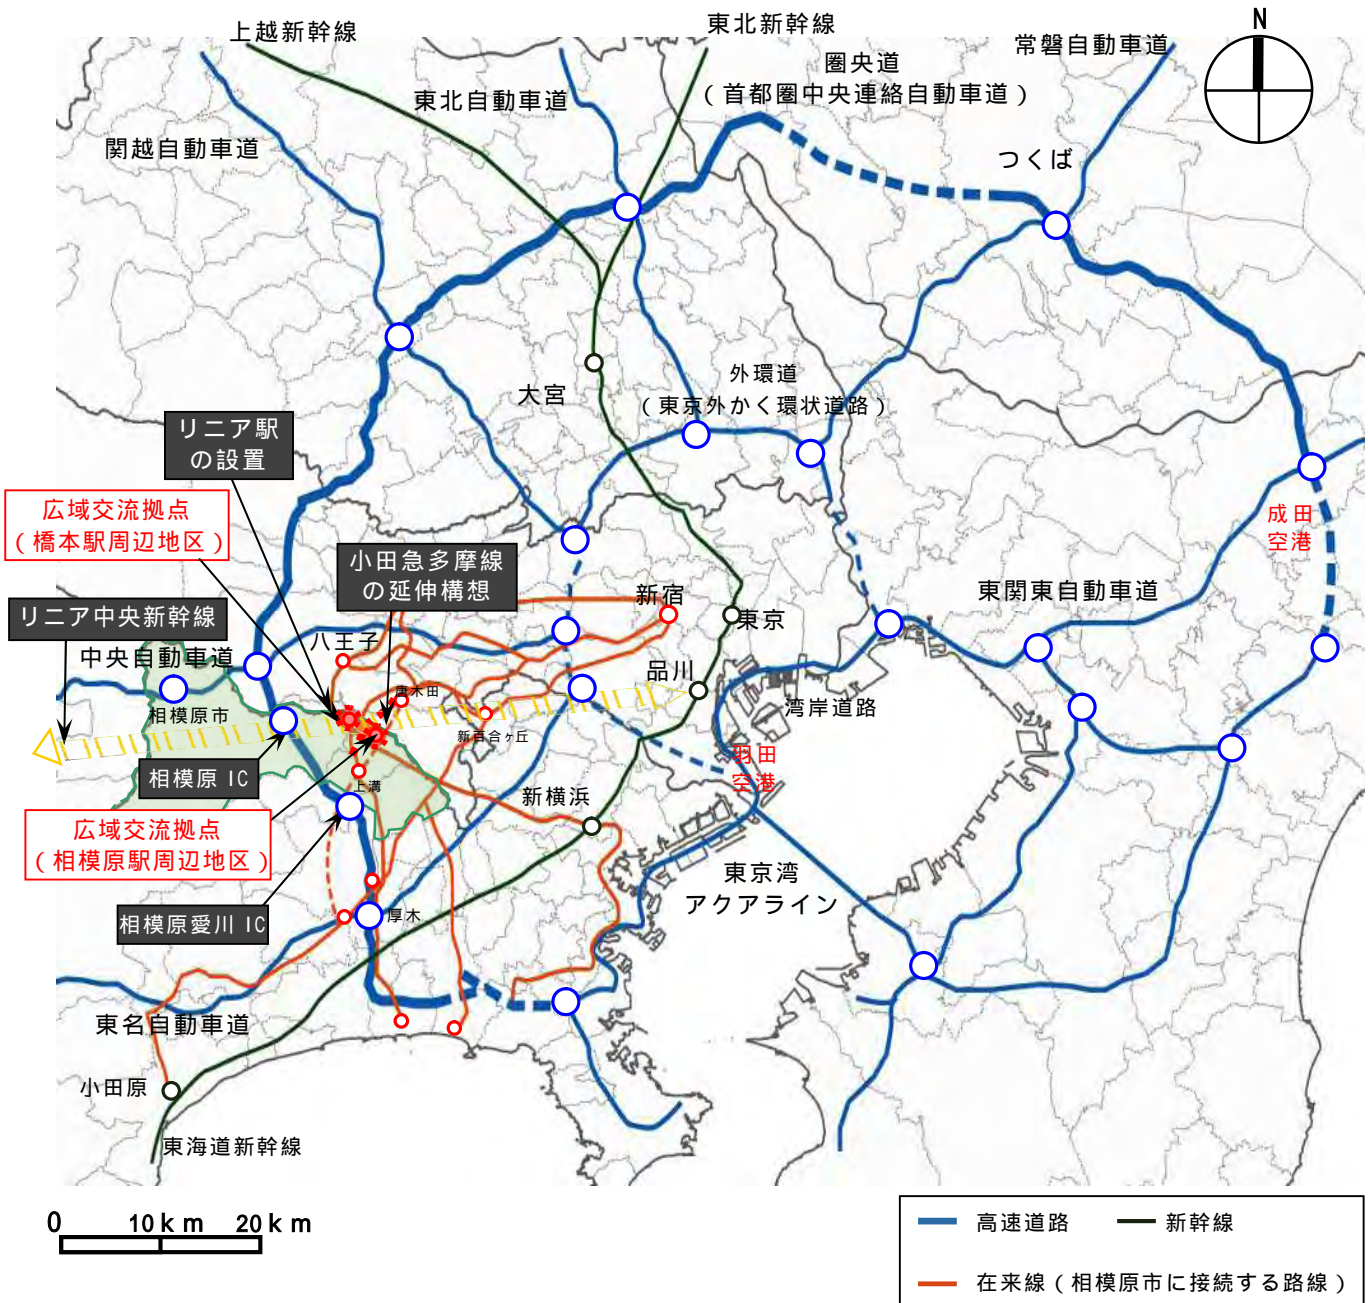 上越新幹線
東北新幹線
N
常磐自動車道
圏央道
（首都圏中央連絡自動車道）
東北自動車道
関越自動車道
つくば
大宮
外環道
（東京外かく環状道路）
リニア駅
の設置
広域交流拠点
（橋本駅周辺地区）
成田
空港
小田急多摩線
の延伸構想
リニア中央新幹線
新宿
東京
東関東自動車道
八王子
中央自動車道
品川
唐木田
相模原市
湾岸道路
新百合ヶ丘
羽田
空港
相模原 IC
上溝
新横浜
広域交流拠点
（相模原駅周辺地区）
東京湾
アクアライン
相模原愛川 IC
厚木
東名自動車道
小田原
東海道新幹線
0 10km 20km
高速道路 新幹線
在来線（相模原市に接続する路線）